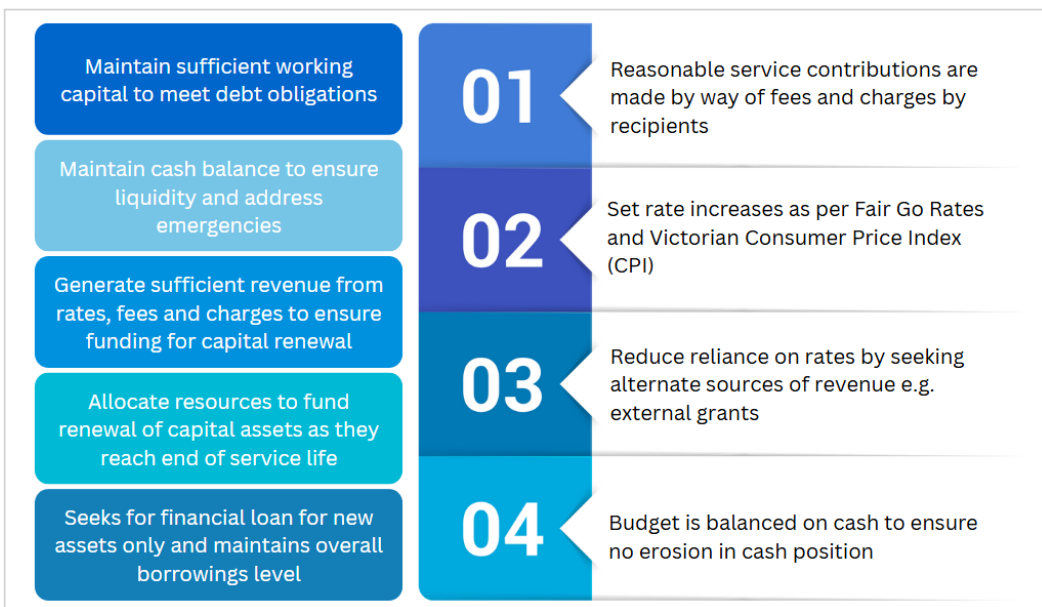 Maintain sufficient working
capital to meet debt obligations
Maintain cash balance to ensure
liquidity and address
emergencies
Generate sufficient revenue from
rates, fees and charges to ensure
funding for capital renewal
Allocate resources to fund
renewal of capital assets as they
reach end of service life
Seeks for financial loan for new
assets only and maintains overall
borrowings level
01
Reasonable service contributions are
made by way of fees and charges by
recipients
02
Set rate increases as per Fair Go Rates
and Victorian Consumer Price Index
(CPI)
03
Reduce reliance on rates by seeking
alternate sources of revenue e.g.
external grants
04
Budget is balanced on cash to ensure
no erosion in cash position